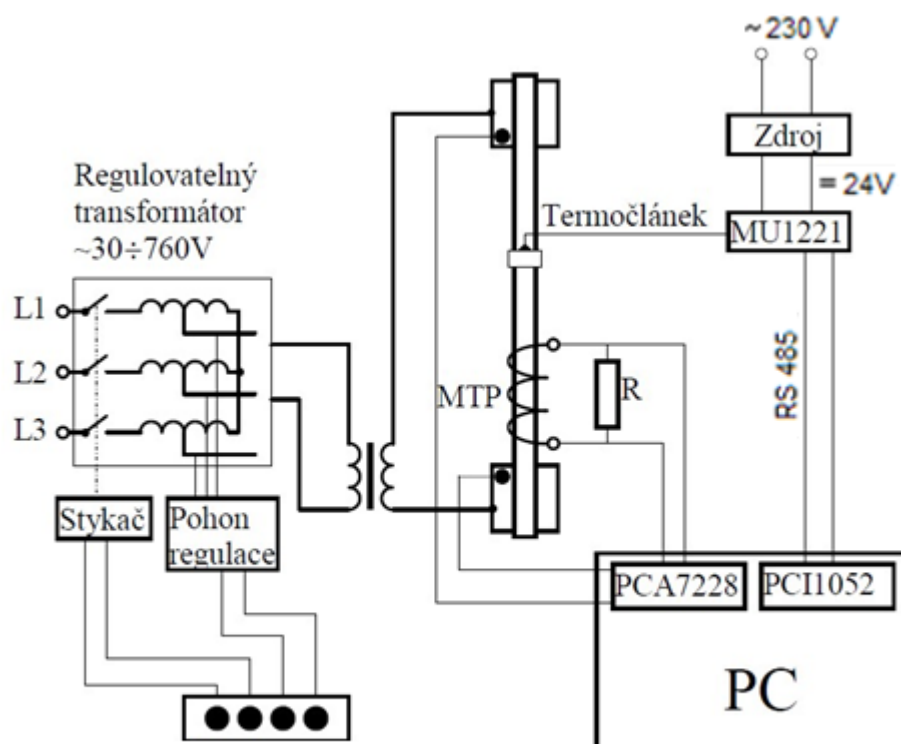 ~ 230 V
Zdroj
= 24V
MU1221
Regulovatelný
transformátor
~30÷760V
Termočlánek
L1
L2
L3
MTP
R
RS 485
Stykač
Pohon
regulace
PCA7228
PCI1052
PC